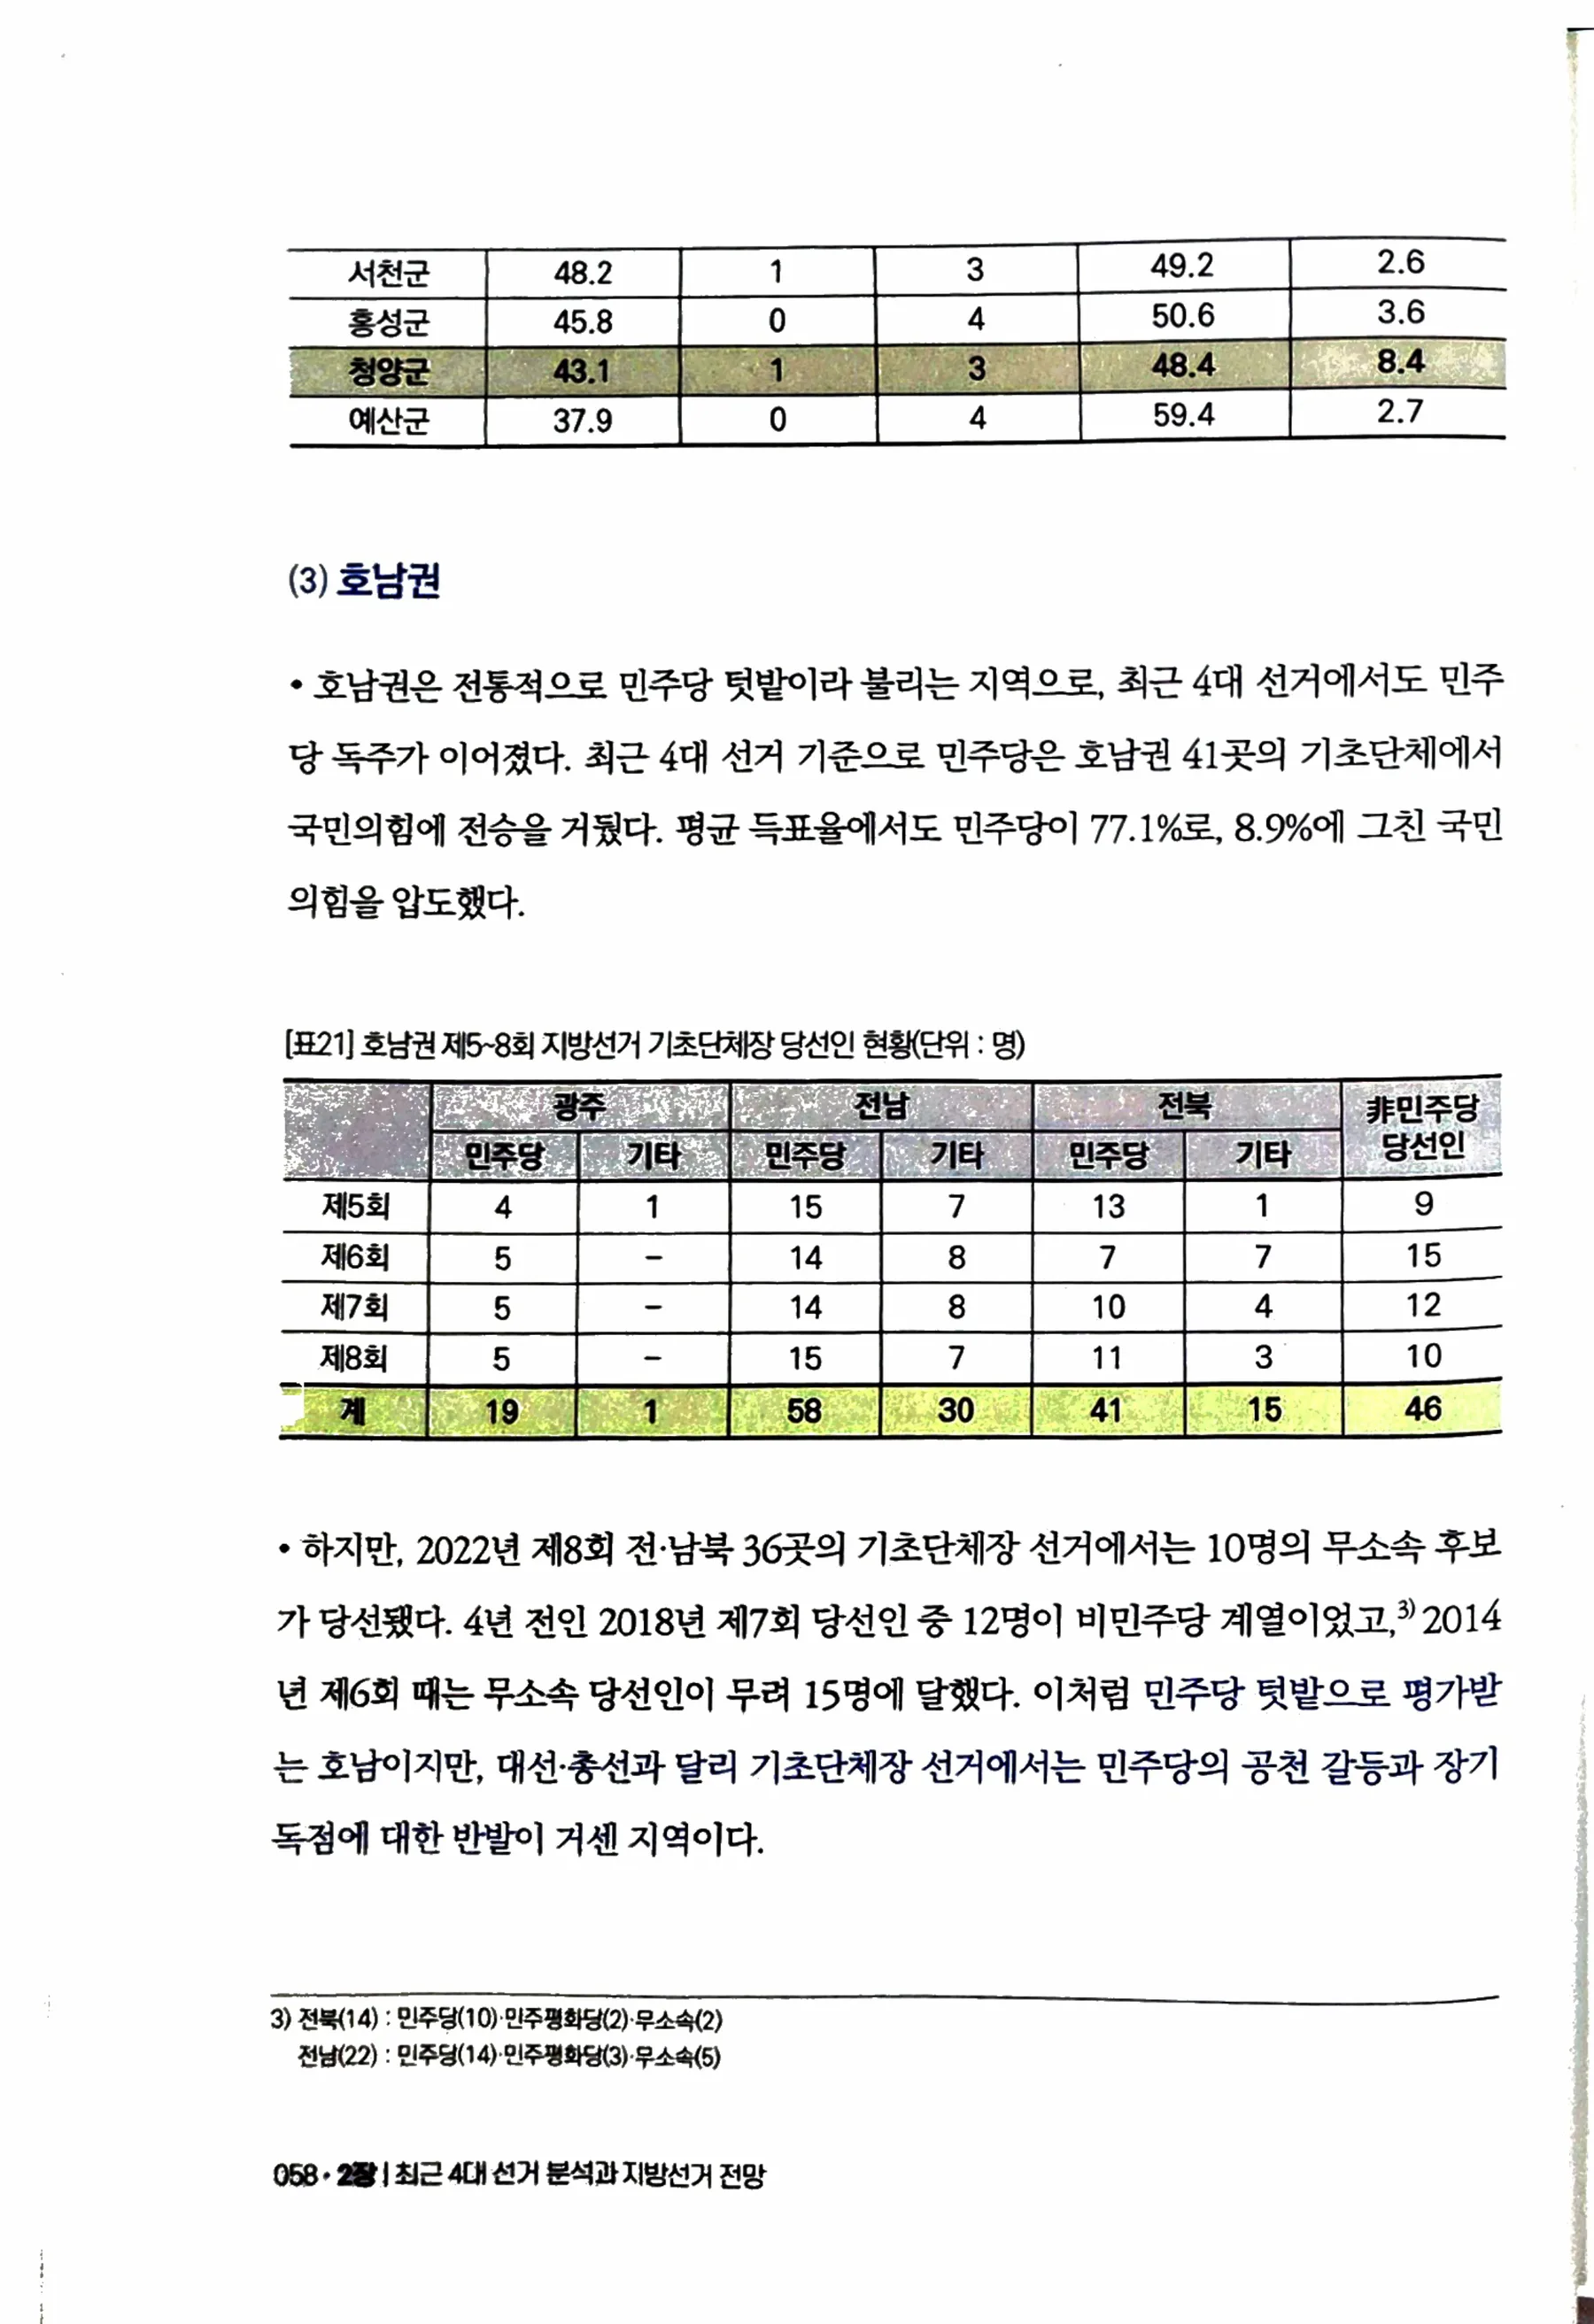 서천군 48.2 1 3 49.2 2.6
홍성군 45.8 0 4 50.6 3.6
청양군 43.1 1 3 48.4 8.4
예산군 37.9 0 4 59.4 2.7
(3) 호남권
• 호남권은 전통적으로 민주당 텃밭이라 불리는 지역으로, 최근 4대 선거에서도 민주
당 독주가 이어졌다. 최근 4대 선거 기준으로 민주당은 호남권 41곳의 기초단체에서
국민의힘에 전승을 거뒀다. 평균 득표율에서도 민주당이 77.1%로, 8.9%에 그친 국민
의힘을 압도했다.
[표21] 호남권 제5~8회 지방선거 기초단체장 당선인 현황(단위 : 명)
광주 전남 전북 非민주당
민주당 기타 민주당 기타 민주당 기타 당선인
제5회 4 1 15 7 13 1 9
제6회 5 – 14 8 7 7 15
제7회 5 – 14 8 10 4 12
제8회 5 – 15 7 11 3 10
계 19 1 58 30 41 15 46
• 하지만, 2022년 제8회 전·남북 36곳의 기초단체장 선거에서는 10명의 무소속 후보
가 당선됐다. 4년 전인 2018년 제7회 당선인 중 12명이 비민주당 계열이었고,3) 2014
년 제6회 때는 무소속 당선인이 무려 15명에 달했다. 이처럼 민주당 텃밭으로 평가받
는 호남이지만, 대선·총선과 달리 기초단체장 선거에서는 민주당의 공천 갈등과 장기
독점에 대한 반발이 거센 지역이다.
3) 전북(14) : 민주당(10)·민주평화당(2)·무소속(2)
전남(22) : 민주당(14)·민주평화당(3)·무소속(5)
058 • 2장 | 최근 4대 선거 분석과 지방선거 전망